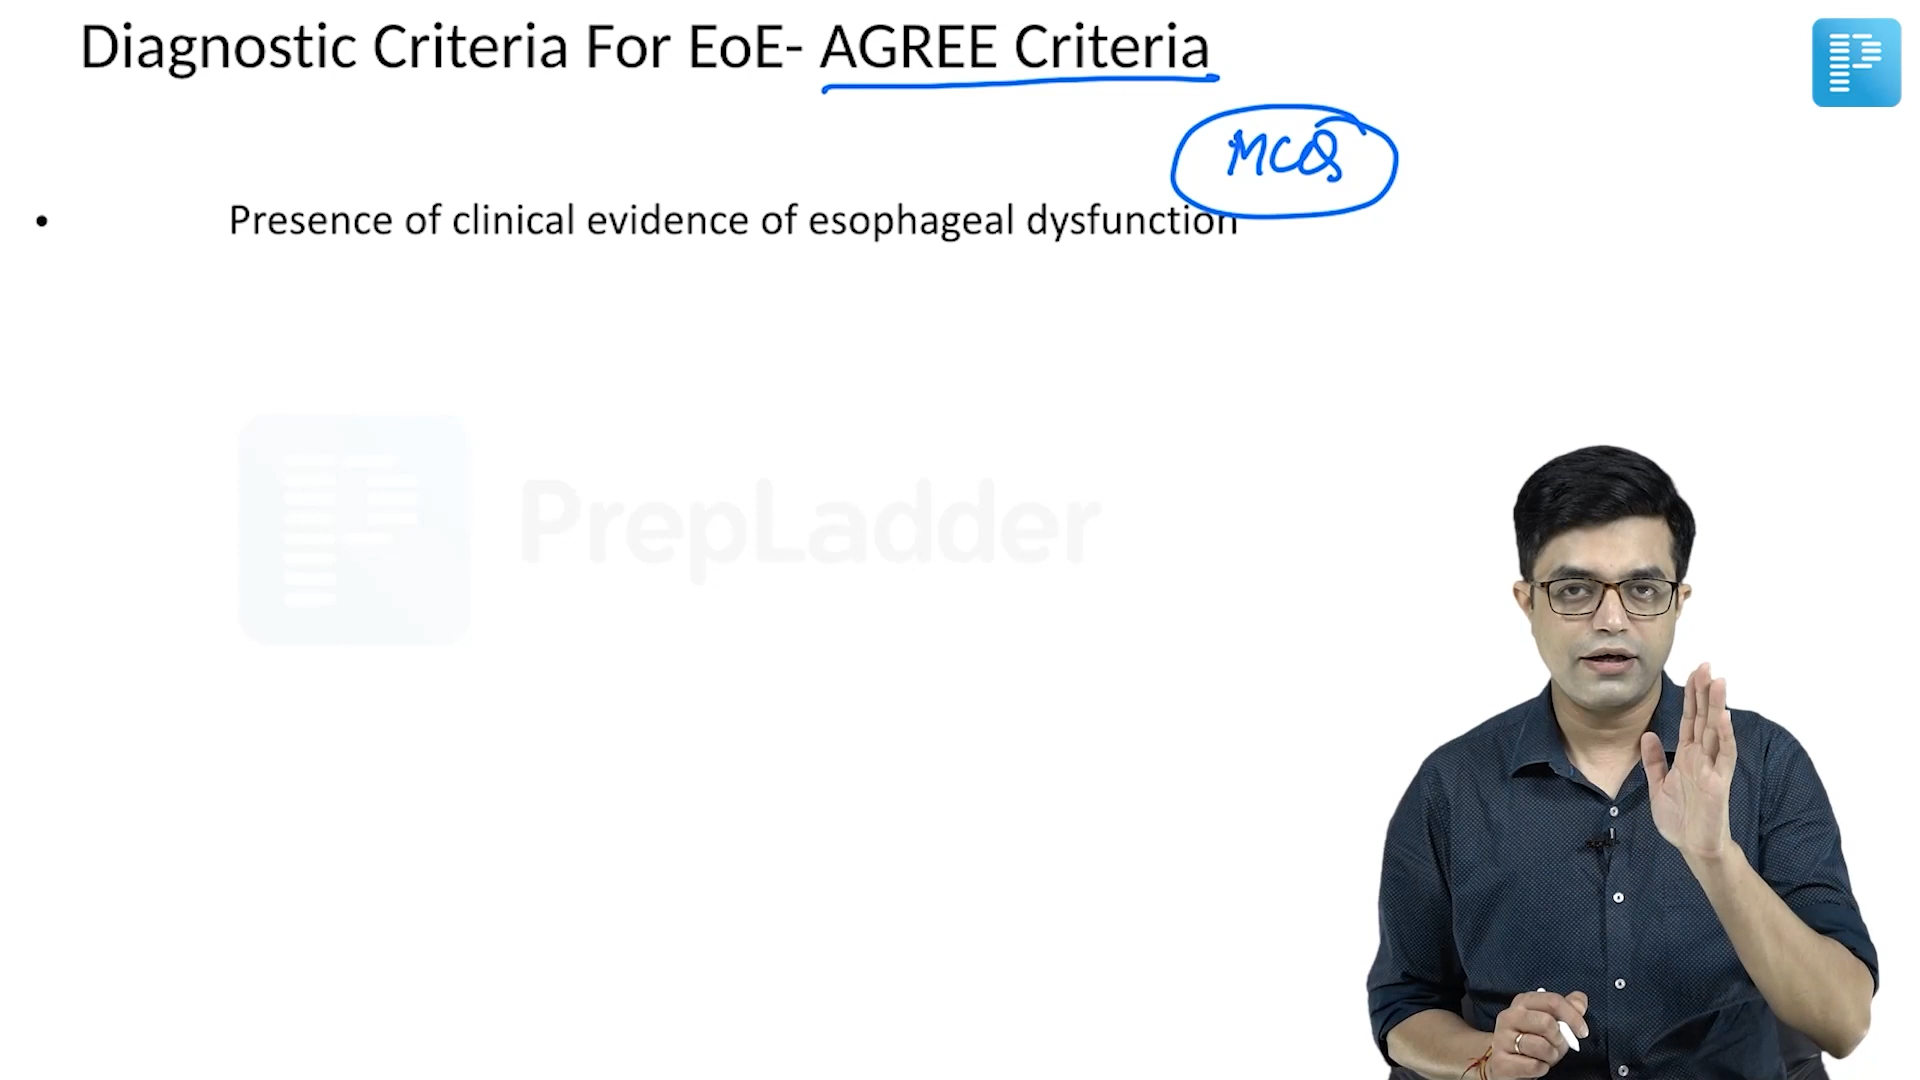 Diagnostic Criteria For EoE- AGREE Criteria
MCQ
• Presence of clinical evidence of esophageal dysfunction
PrepLadder